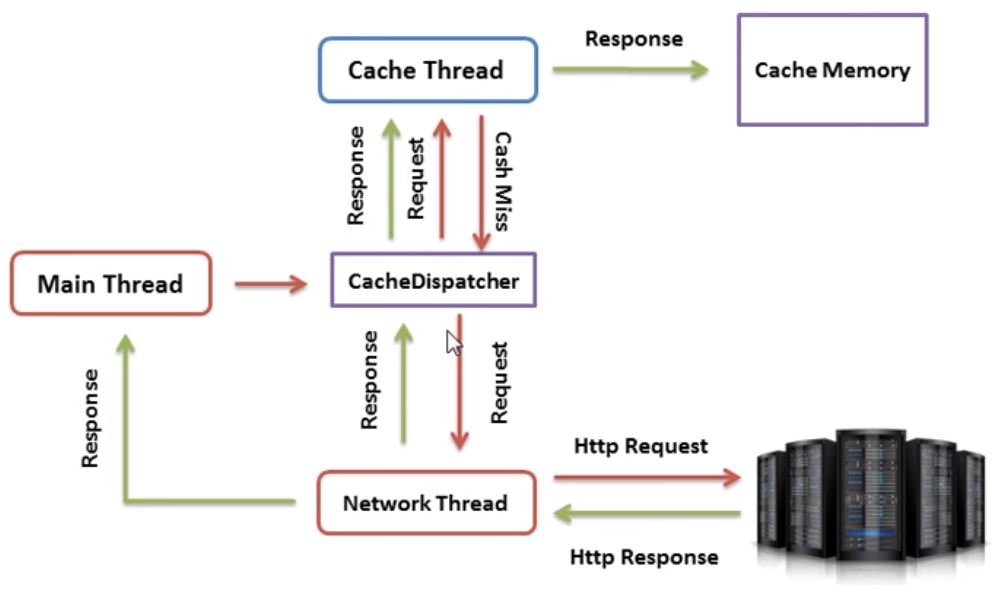 Cache Thread
Response
Cache Memory
Response
Request
Cash Miss
Main Thread
CacheDispatcher
Response
Response
Request
Http Request
Network Thread
Http Response